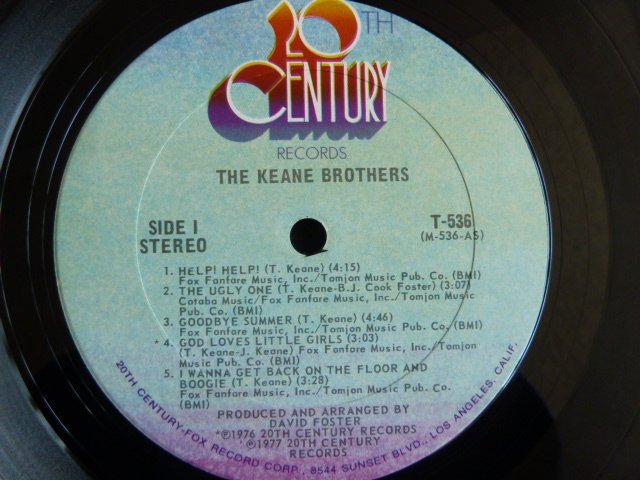 20TH
CENTURY
RECORDS
THE KEANE BROTHERS
SIDE I
STEREO
T-536
(M-536-AS)
1. HELP! HELP! (T. Keane) (4:15)
Fox Fanfare Music, Inc./Tomjon Music Pub. Co. (BMI)
2. THE UGLY ONE (T. Keane-B.J. Cook Foster) (3:07)
Cotaba Music/Fox Fanfare Music, Inc./Tomjon Music
Pub. Co. (BMI)
3. GOODBYE SUMMER (T. Keane) (4:46)
Fox Fanfare Music, Inc./Tomjon Music Pub. Co. (BMI)
* 4. GOD LOVES LITTLE GIRLS (3:03)
(T. Keane-J. Keane) Fox Fanfare Music, Inc./Tomjon
Music Pub. Co. (BMI)
5. I WANNA GET BACK ON THE FLOOR AND
BOOGIE (T. Keane) (3:28)
Fox Fanfare Music, Inc./Tomjon Music Pub. Co.
(BMI)
PRODUCED AND ARRANGED BY
DAVID FOSTER
*℗1976 20TH CENTURY RECORDS
℗1977 20TH CENTURY
RECORDS
20TH CENTURY-FOX RECORD CORP., 8544 SUNSET BLVD., LOS ANGELES, CALIF.